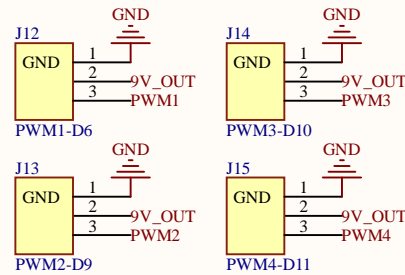 GND
J12
GND
1
2
9V_OUT
3
PWM1
PWM1-D6
GND
J14
GND
1
2
9V_OUT
3
PWM3
PWM3-D10
GND
J13
GND
1
2
9V_OUT
3
PWM2
PWM2-D9
GND
J15
GND
1
2
9V_OUT
3
PWM4
PWM4-D11